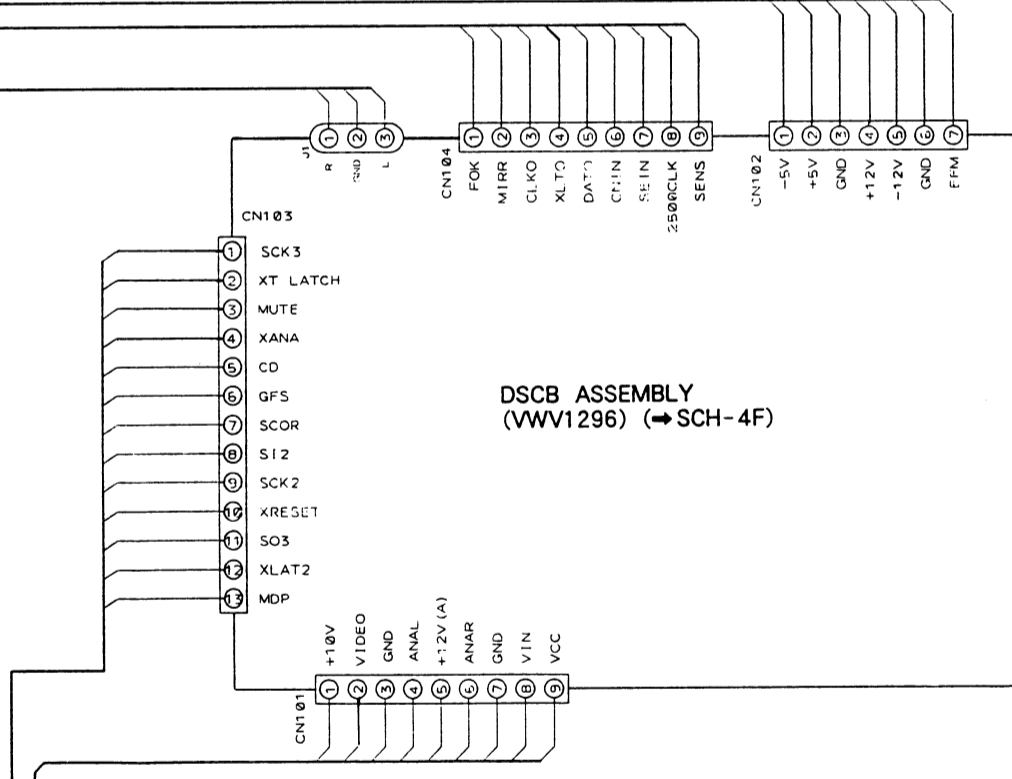 J1
1 2 3
R
GND
L
CN104
1 2 3 4 5 6 7 8 9
FOK
MIRR
CLKO
XLTO
DATO
CNIN
SEIN
2500CLK
SENS
CN102
1 2 3 4 5 6 7
-5V
+5V
GND
+12V
-12V
GND
EFM
CN103
1 SCK3
2 XT LATCH
3 MUTE
4 XANA
5 CD
6 GFS
7 SCOR
8 SI2
9 SCK2
10 XRESET
11 SO3
12 XLAT2
13 MDP
DSCB ASSEMBLY
(VWV1296) (➡SCH-4F)
+10V
VIDEO
GND
ANAL
+12V(A)
ANAR
GND
VIN
VCC
CN101
1 2 3 4 5 6 7 8 9